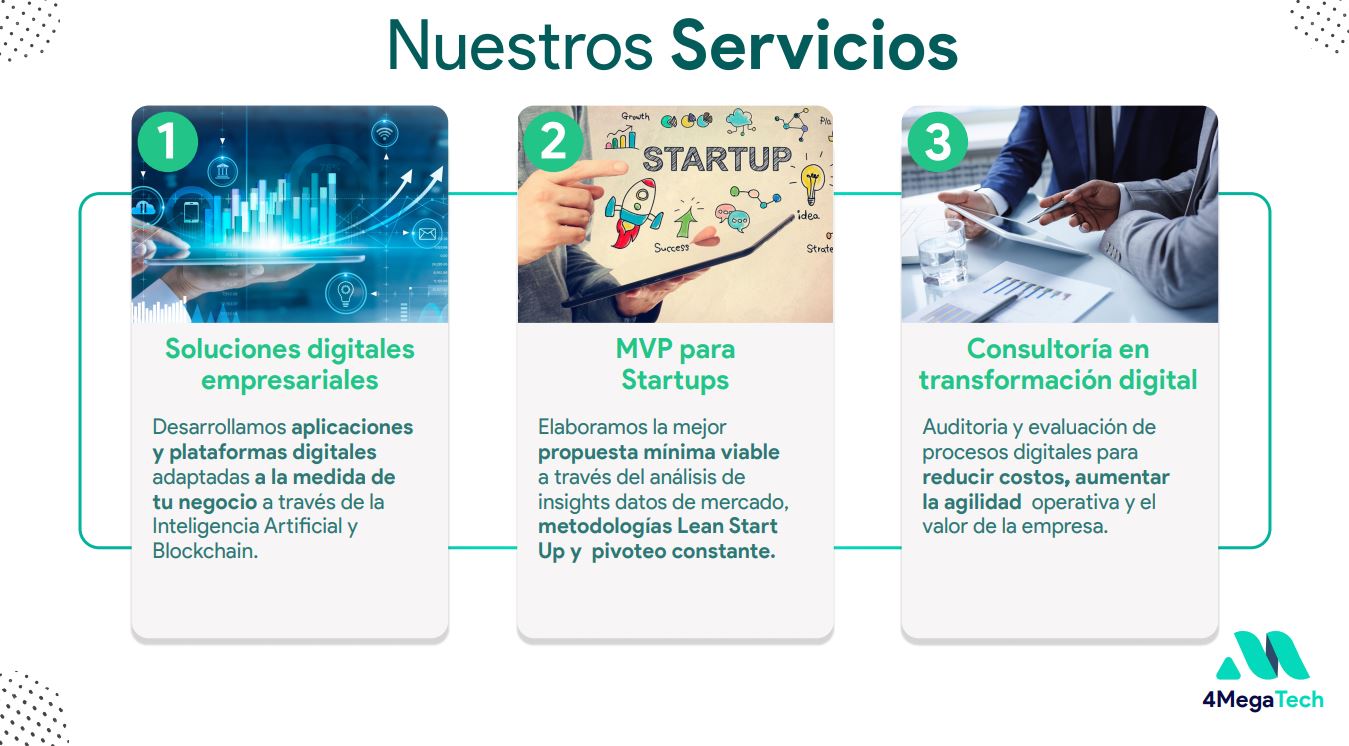 Nuestros Servicios
1
Soluciones digitales
empresariales
Desarrollamos aplicaciones
y plataformas digitales
adaptadas a la medida de
tu negocio a través de la
Inteligencia Artificial y
Blockchain.
2
Growth
STARTUP
idea
Success
MVP para
Startups
Elaboramos la mejor
propuesta mínima viable
a través del análisis de
insights datos de mercado,
metodologías Lean Start
Up y  pivoteo constante.
3
Consultoría en
transformación digital
Auditoria y evaluación de
procesos digitales para
reducir costos, aumentar
la agilidad  operativa y el
valor de la empresa.
4MegaTech